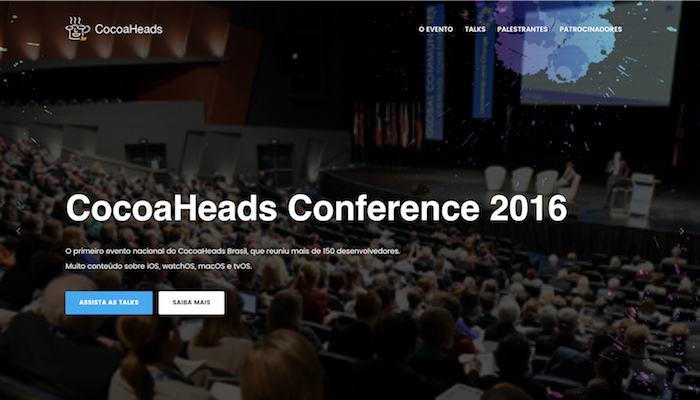 CocoaHeads
O EVENTO TALKS PALESTRANTES PATROCINADORES
CocoaHeads Conference 2016
O primeiro evento nacional do CocoaHeads Brasil, que reuniu mais de 150 desenvolvedores.
Muito conteúdo sobre iOS, watchOS, macOS e tvOS.
ASSISTA AS TALKS SAIBA MAIS